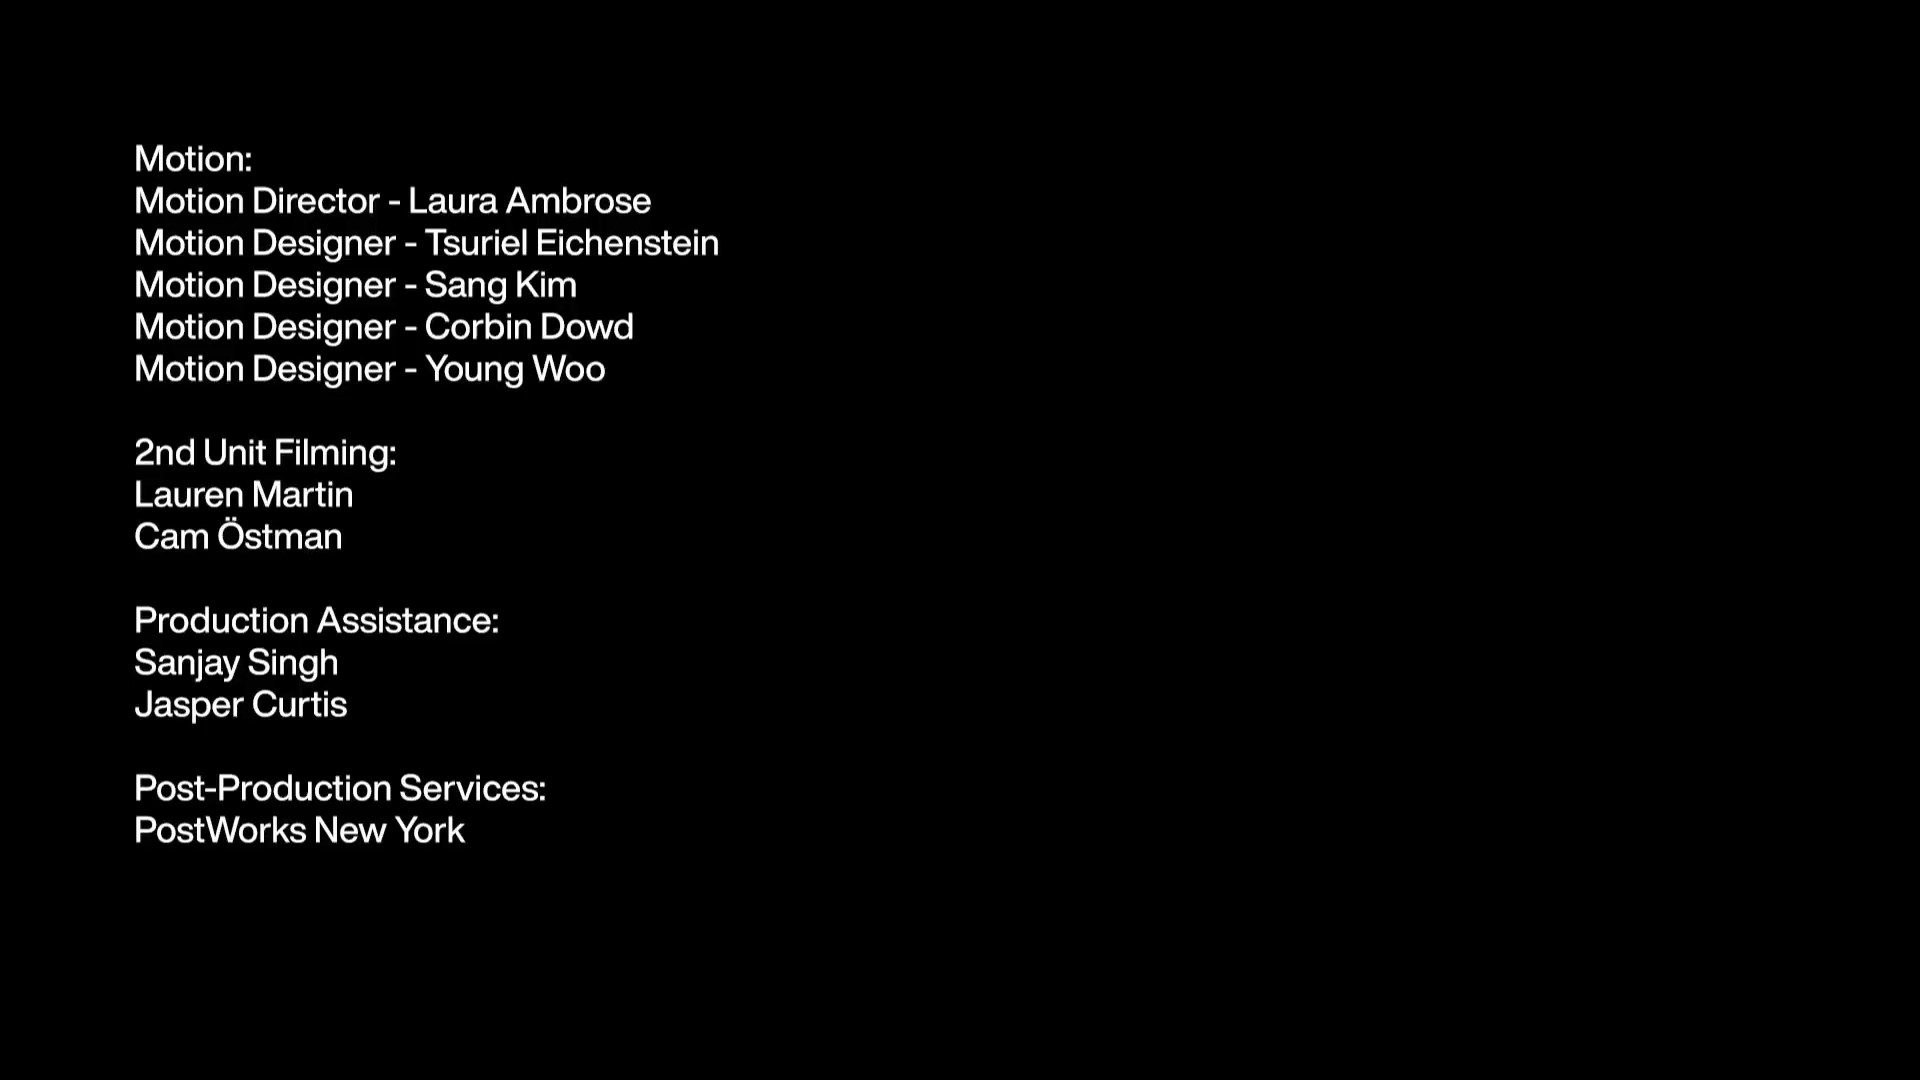 Motion:
Motion Director - Laura Ambrose
Motion Designer - Tsuriel Eichenstein
Motion Designer - Sang Kim
Motion Designer - Corbin Dowd
Motion Designer - Young Woo
2nd Unit Filming:
Lauren Martin
Cam Östman
Production Assistance:
Sanjay Singh
Jasper Curtis
Post-Production Services:
PostWorks New York